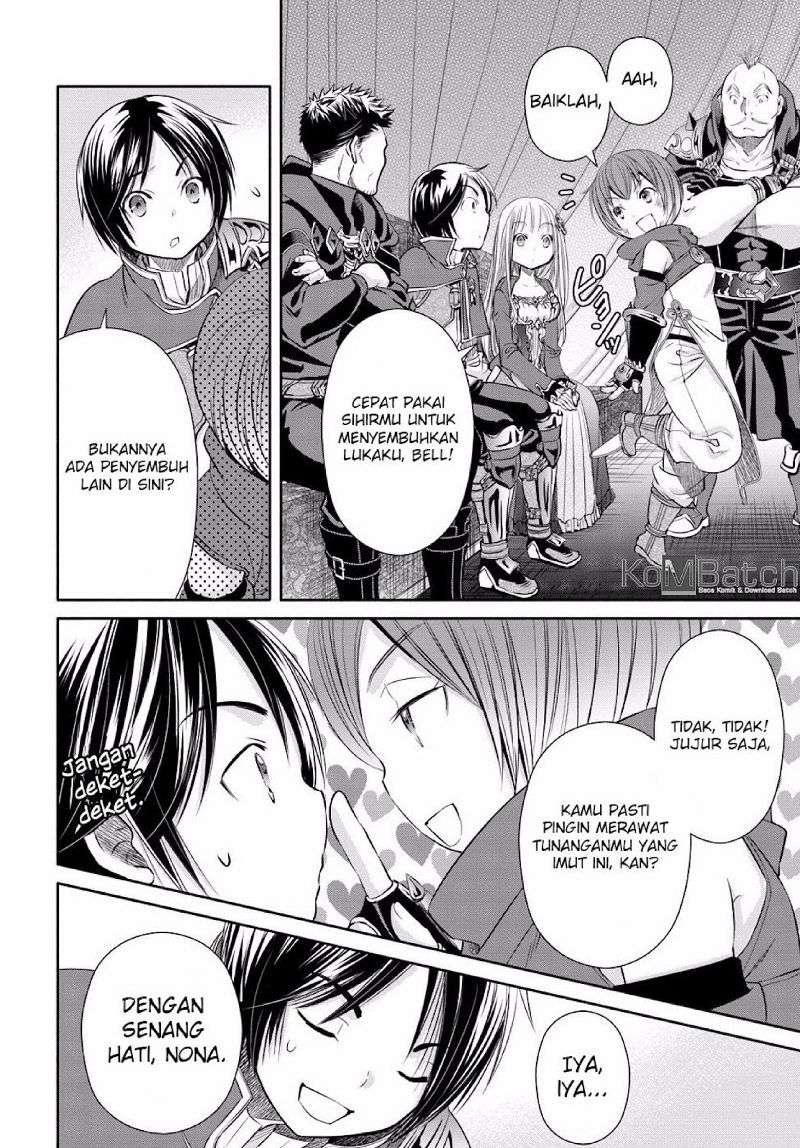 AAH,
BAIKLAH,
CEPAT PAKAI
SIHIRMU UNTUK
MENYEMBUHKAN
LUKAKU, BELL!
KoMBatch
Baca Komik & Download Batch
BUKANNYA
ADA PENYEMBUH
LAIN DI SINI?
TIDAK, TIDAK!
JUJUR SAJA,
KAMU PASTI
PINGIN MERAWAT
TUNANGANMU YANG
IMUT INI, KAN?
Jangan
deket-
deket.
IYA,
IYA...
DENGAN
SENANG
HATI, NONA.